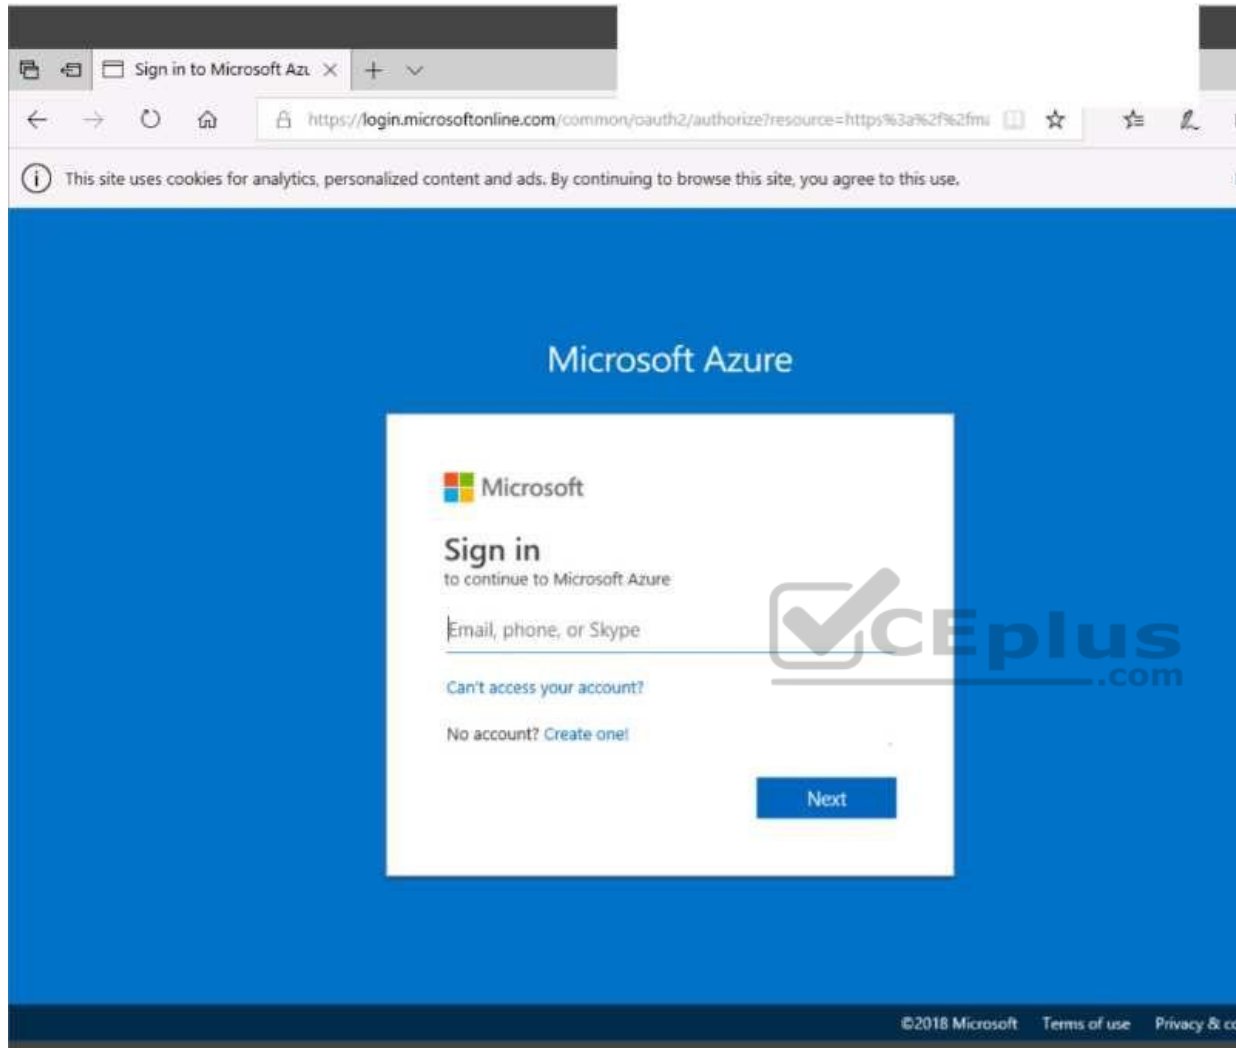 Sign in to Microsoft Azu
https://login.microsoftonline.com/common/oauth2/authorize?resource=https%3a%2f%2fma
This site uses cookies for analytics, personalized content and ads. By continuing to browse this site, you agree to this use.
Microsoft Azure
Microsoft
Sign in
to continue to Microsoft Azure
Email, phone, or Skype
CEplus
.com
Can't access your account?
No account? Create one!
Next
©2018 Microsoft Terms of use Privacy & co